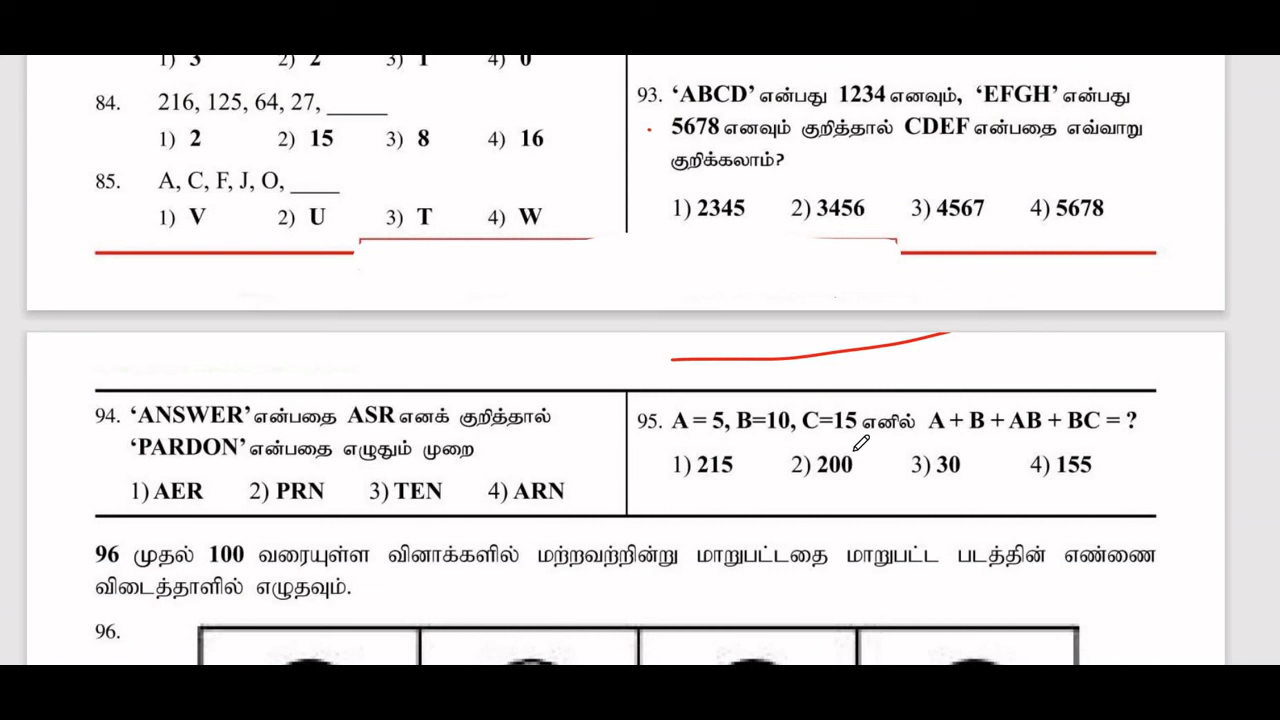 1) 3 2) 2 3) 1 4) 0
84. 216, 125, 64, 27, _____
1) 2 2) 15 3) 8 4) 16
85. A, C, F, J, O, ____
1) V 2) U 3) T 4) W
93. ‘ABCD’ என்பது 1234 எனவும், ‘EFGH’ என்பது
5678 எனவும் குறித்தால் CDEF என்பதை எவ்வாறு
குறிக்கலாம்?
1) 2345 2) 3456 3) 4567 4) 5678
94. ‘ANSWER’ என்பதை ASR எனக் குறித்தால்
‘PARDON’ என்பதை எழுதும் முறை
1) AER 2) PRN 3) TEN 4) ARN
95. A = 5, B=10, C=15 எனில் A + B + AB + BC = ?
1) 215 2) 200 3) 30 4) 155
96 முதல் 100 வரையுள்ள வினாக்களில் மற்றவற்றின்று மாறுபட்டதை மாறுபட்ட படத்தின் எண்ணை
விடைத்தாளில் எழுதவும்.
96.